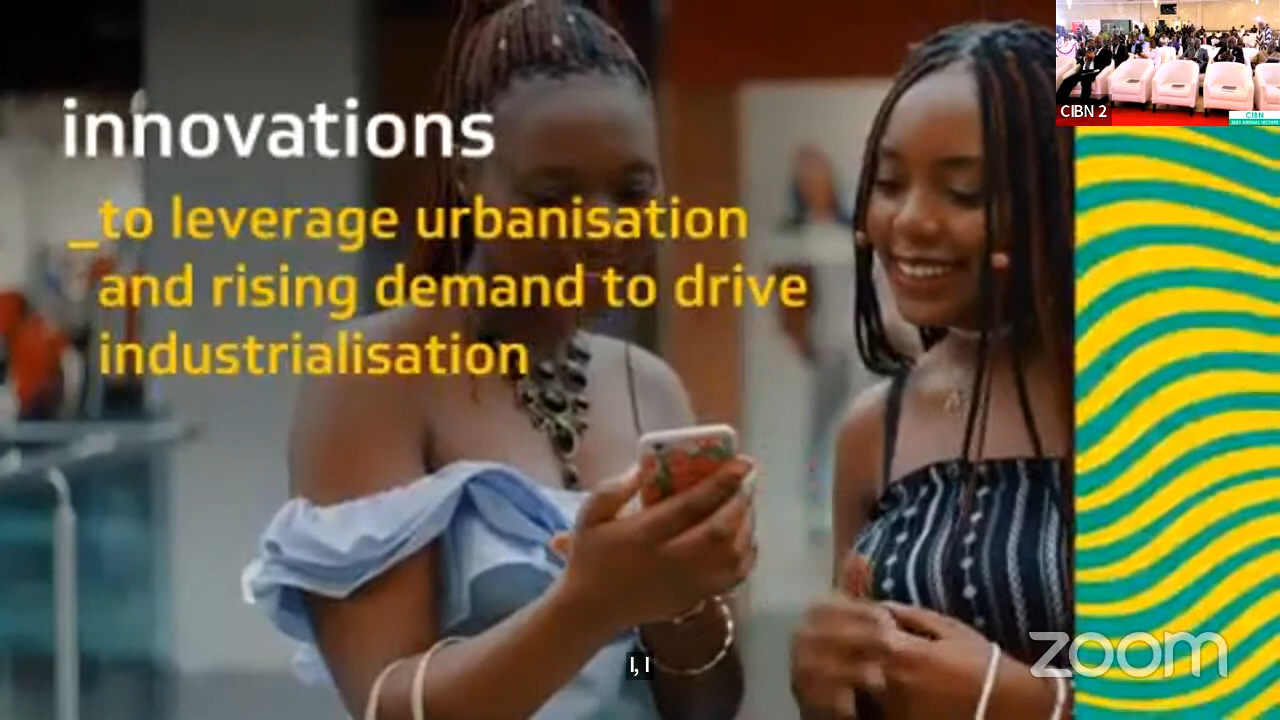 innovations
_to leverage urbanisation
and rising demand to drive
industrialisation
CIBN 2
CIBN
I, I
zoom